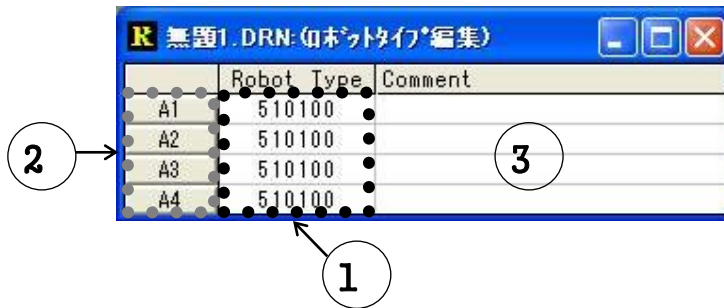 R 無題1.DRN:(ﾛﾎﾞｯﾄﾀｲﾌﾟ編集)
Robot Type Comment
A1 510100
A2 510100
A3 510100
A4 510100
2
3
1